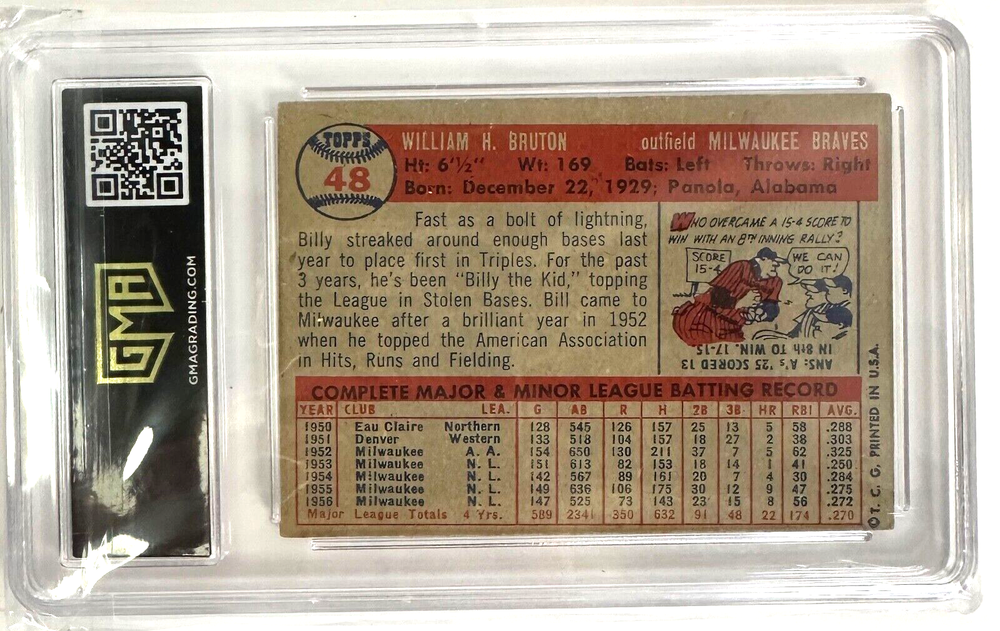 GMA
GMAGRADING.COM
TOPPS
48
WILLIAM H. BRUTON outfield MILWAUKEE BRAVES
Ht: 6'½" Wt: 169 Bats: Left Throws: Right
Born: December 22, 1929; Panola, Alabama
Fast as a bolt of lightning,
Billy streaked around enough bases last
year to place first in Triples. For the past
3 years, he's been "Billy the Kid," topping
the League in Stolen Bases. Bill came to
Milwaukee after a brilliant year in 1952
when he topped the American Association
in Hits, Runs and Fielding.
WHO OVERCAME A 15-4 SCORE TO
WIN WITH AN 8TH INNING RALLY?
SCORE
15-4
WE CAN
DO IT!
ANS: A's '25 SCORED 13
IN 8th TO WIN. 17-15
COMPLETE MAJOR & MINOR LEAGUE BATTING RECORD
YEAR CLUB LEA. G AB R H 2B 3B HR RBI AVG.
1950 Eau Claire Northern 128 545 126 157 25 13 5 58 .288
1951 Denver Western 133 518 104 157 18 27 2 38 .303
1952 Milwaukee A. A. 154 650 130 211 37 7 5 62 .325
1953 Milwaukee N. L. 151 613 82 153 18 14 1 41 .250
1954 Milwaukee N. L. 142 567 89 161 20 7 4 30 .284
1955 Milwaukee N. L. 149 636 106 175 30 12 9 47 .275
1956 Milwaukee N. L. 147 525 73 143 23 15 8 56 .272
Major League Totals 4 Yrs. 589 2341 350 632 91 48 22 174 .270
© T. C. G. PRINTED IN U.S.A.